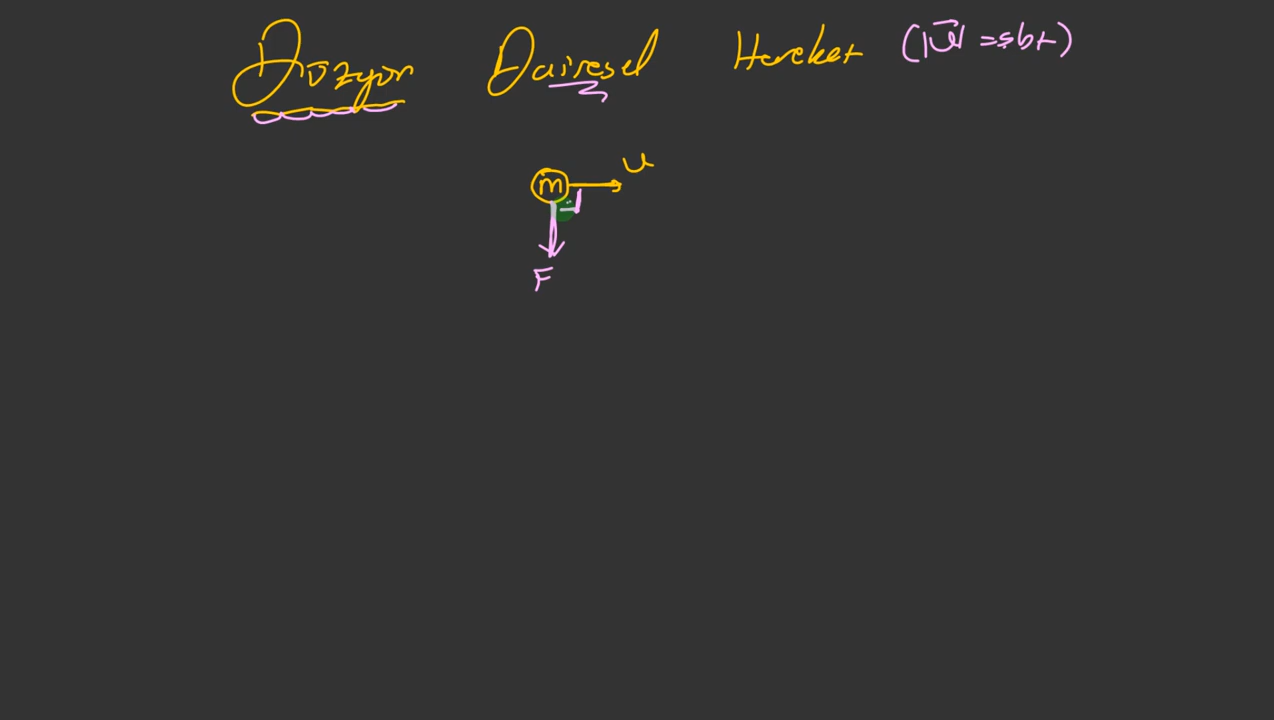 Düzgün Dairesel Hareket (|v⃗| = sbt)
m
v
F